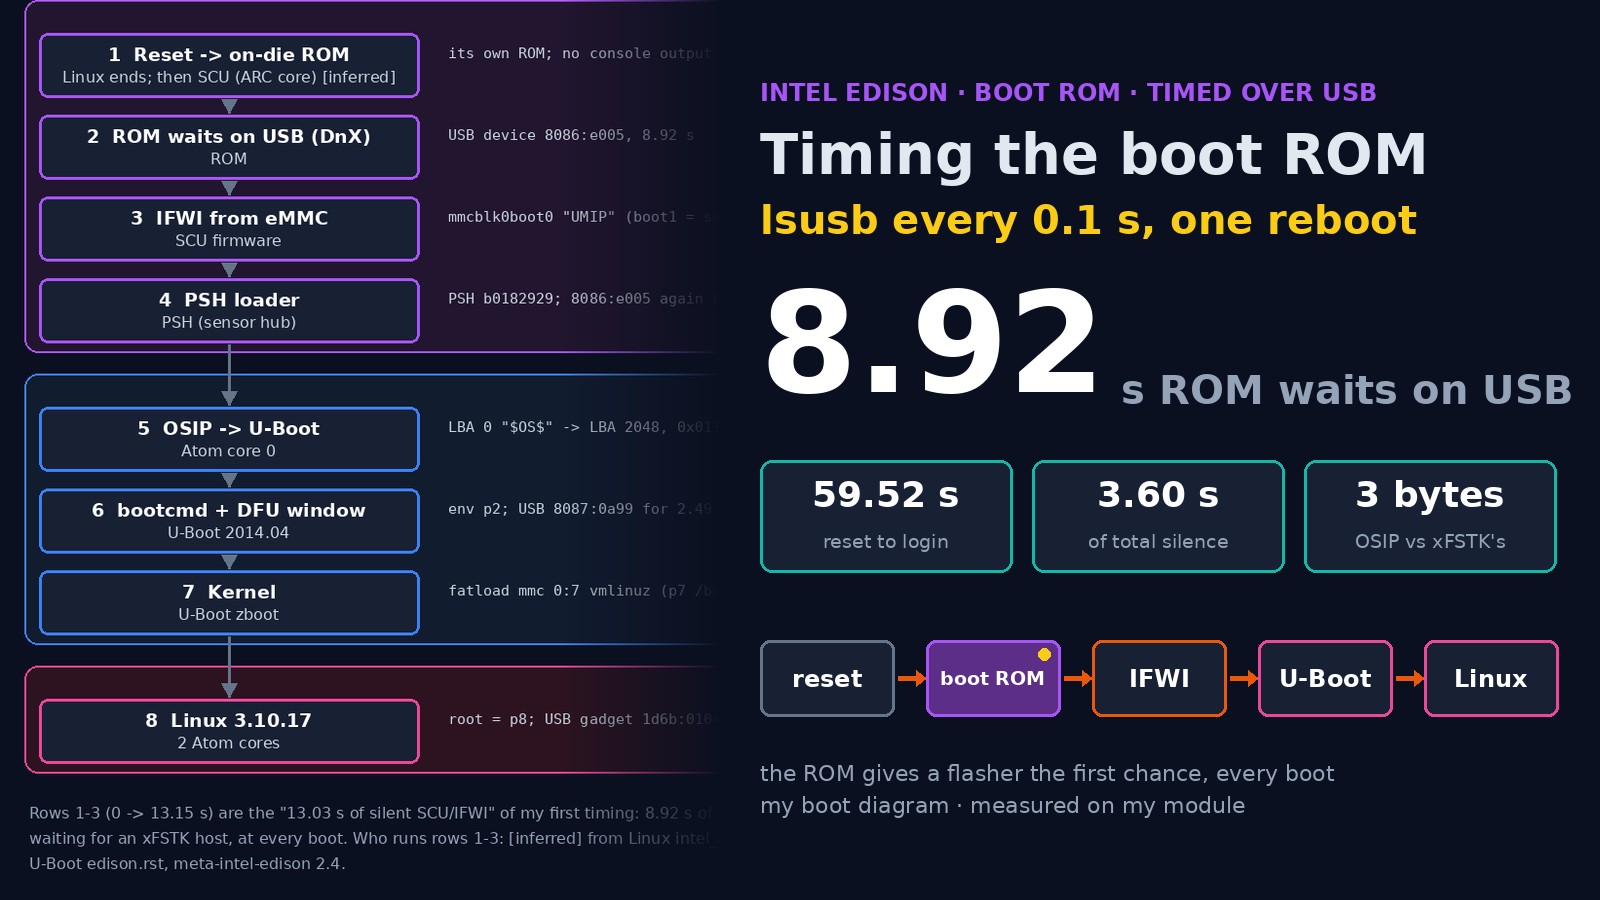 1 Reset -> on-die ROM
Linux ends; then SCU (ARC core) [inferred]
its own ROM; no console output
2 ROM waits on USB (DnX)
ROM
USB device 8086:e005, 8.92 s
3 IFWI from eMMC
SCU firmware
mmcblk0boot0 "UMIP" (boot1 =
4 PSH loader
PSH (sensor hub)
PSH b0182929; 8086:e005 again
5 OSIP -> U-Boot
Atom core 0
LBA 0 "$OS$" -> LBA 2048,
6 bootcmd + DFU window
U-Boot 2014.04
env p2; USB 8087:0a99 for 2.49
7 Kernel
U-Boot zboot
fatload mmc 0:7 vmlinuz (p7
8 Linux 3.10.17
2 Atom cores
root = p8; USB gadget
Rows 1-3 (0 -> 13.15 s) are the "13.03 s of silent SCU/IFWI" of my first timing: 8.92 s of
waiting for an xFSTK host, at every boot. Who runs rows 1-3: [inferred] from Linux
U-Boot edison.rst, meta-intel-edison 2.4.
INTEL EDISON · BOOT ROM · TIMED OVER USB
Timing the boot ROM
lsusb every 0.1 s, one reboot
8.92 s ROM waits on USB
59.52 s
reset to login
3.60 s
of total silence
3 bytes
OSIP vs xFSTK's
reset
boot ROM
IFWI
U-Boot
Linux
the ROM gives a flasher the first chance, every boot
my boot diagram · measured on my module